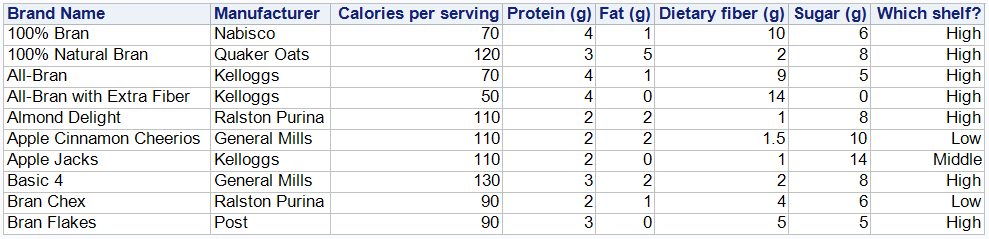 Brand Name Manufacturer Calories per serving Protein (g) Fat (g) Dietary fiber (g) Sugar (g) Which shelf?
100% Bran Nabisco 70 4 1 10 6 High
100% Natural Bran Quaker Oats 120 3 5 2 8 High
All-Bran Kelloggs 70 4 1 9 5 High
All-Bran with Extra Fiber Kelloggs 50 4 0 14 0 High
Almond Delight Ralston Purina 110 2 2 1 8 High
Apple Cinnamon Cheerios General Mills 110 2 2 1.5 10 Low
Apple Jacks Kelloggs 110 2 0 1 14 Middle
Basic 4 General Mills 130 3 2 2 8 High
Bran Chex Ralston Purina 90 2 1 4 6 Low
Bran Flakes Post 90 3 0 5 5 High